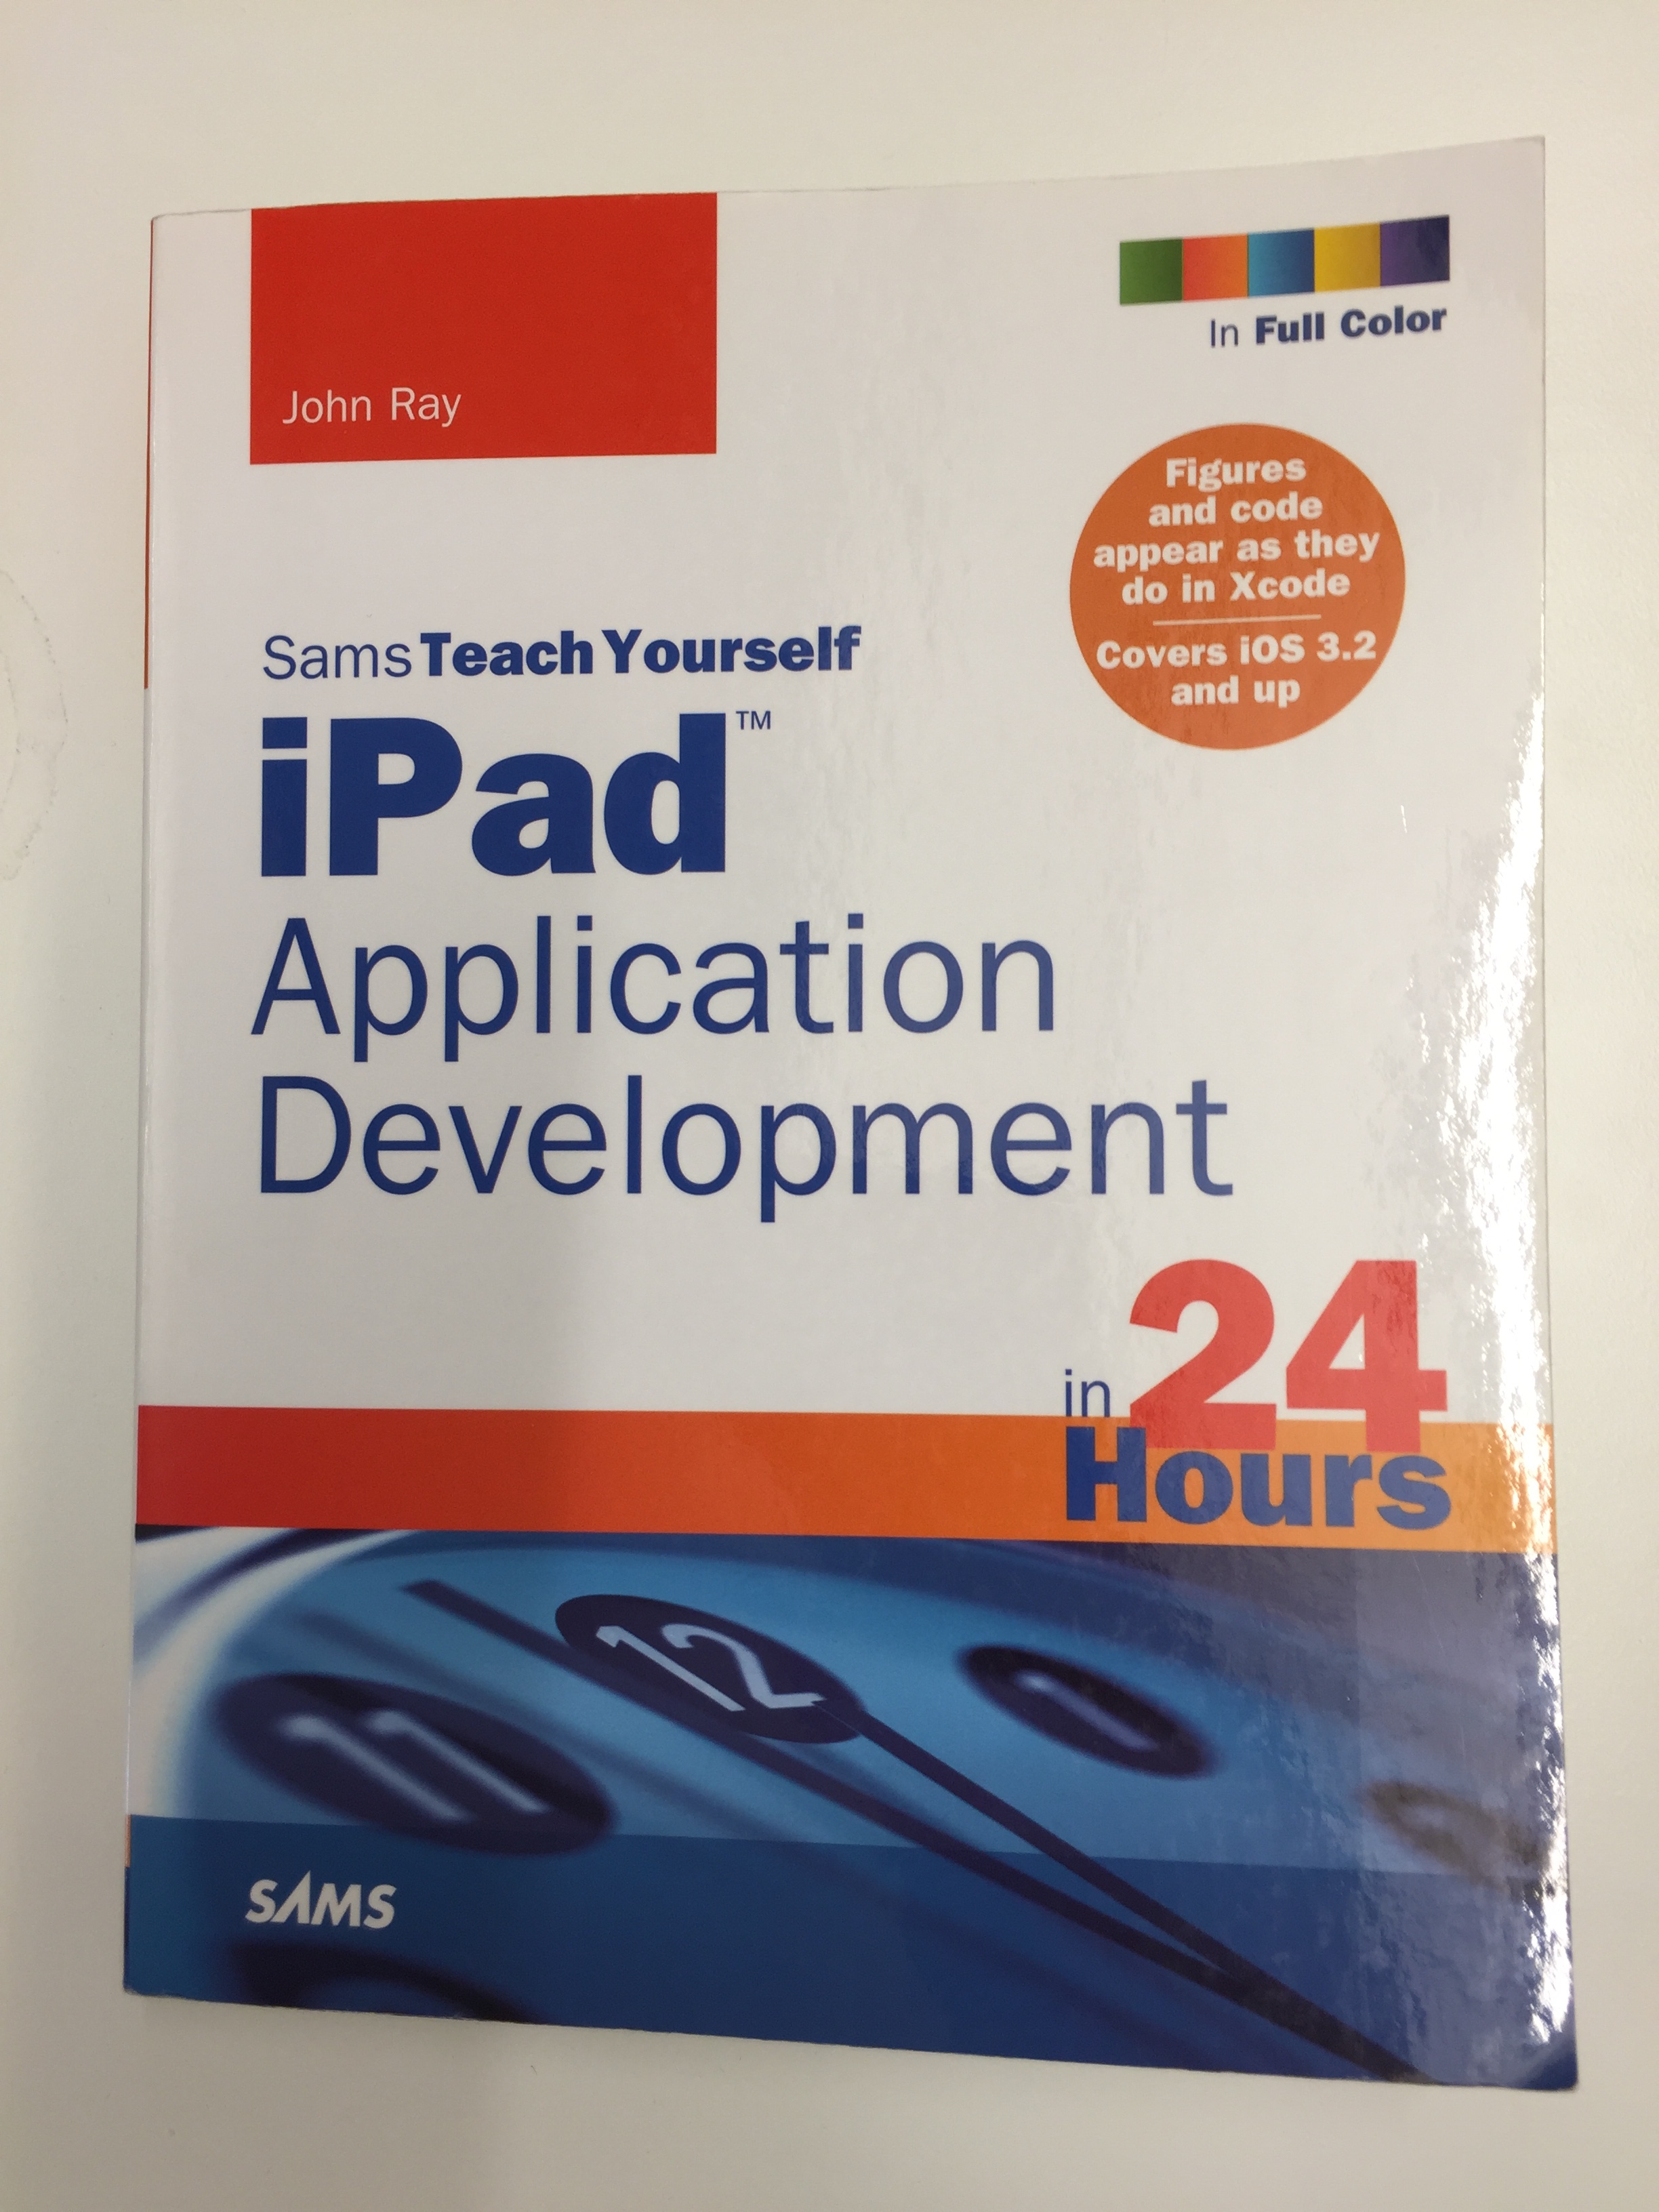 John Ray
In Full Color
Figures
and code
appear as they
do in Xcode
Covers iOS 3.2
and up
Sams Teach Yourself
iPad™
Application
Development
in 24
Hours
11
12
1
SAMS